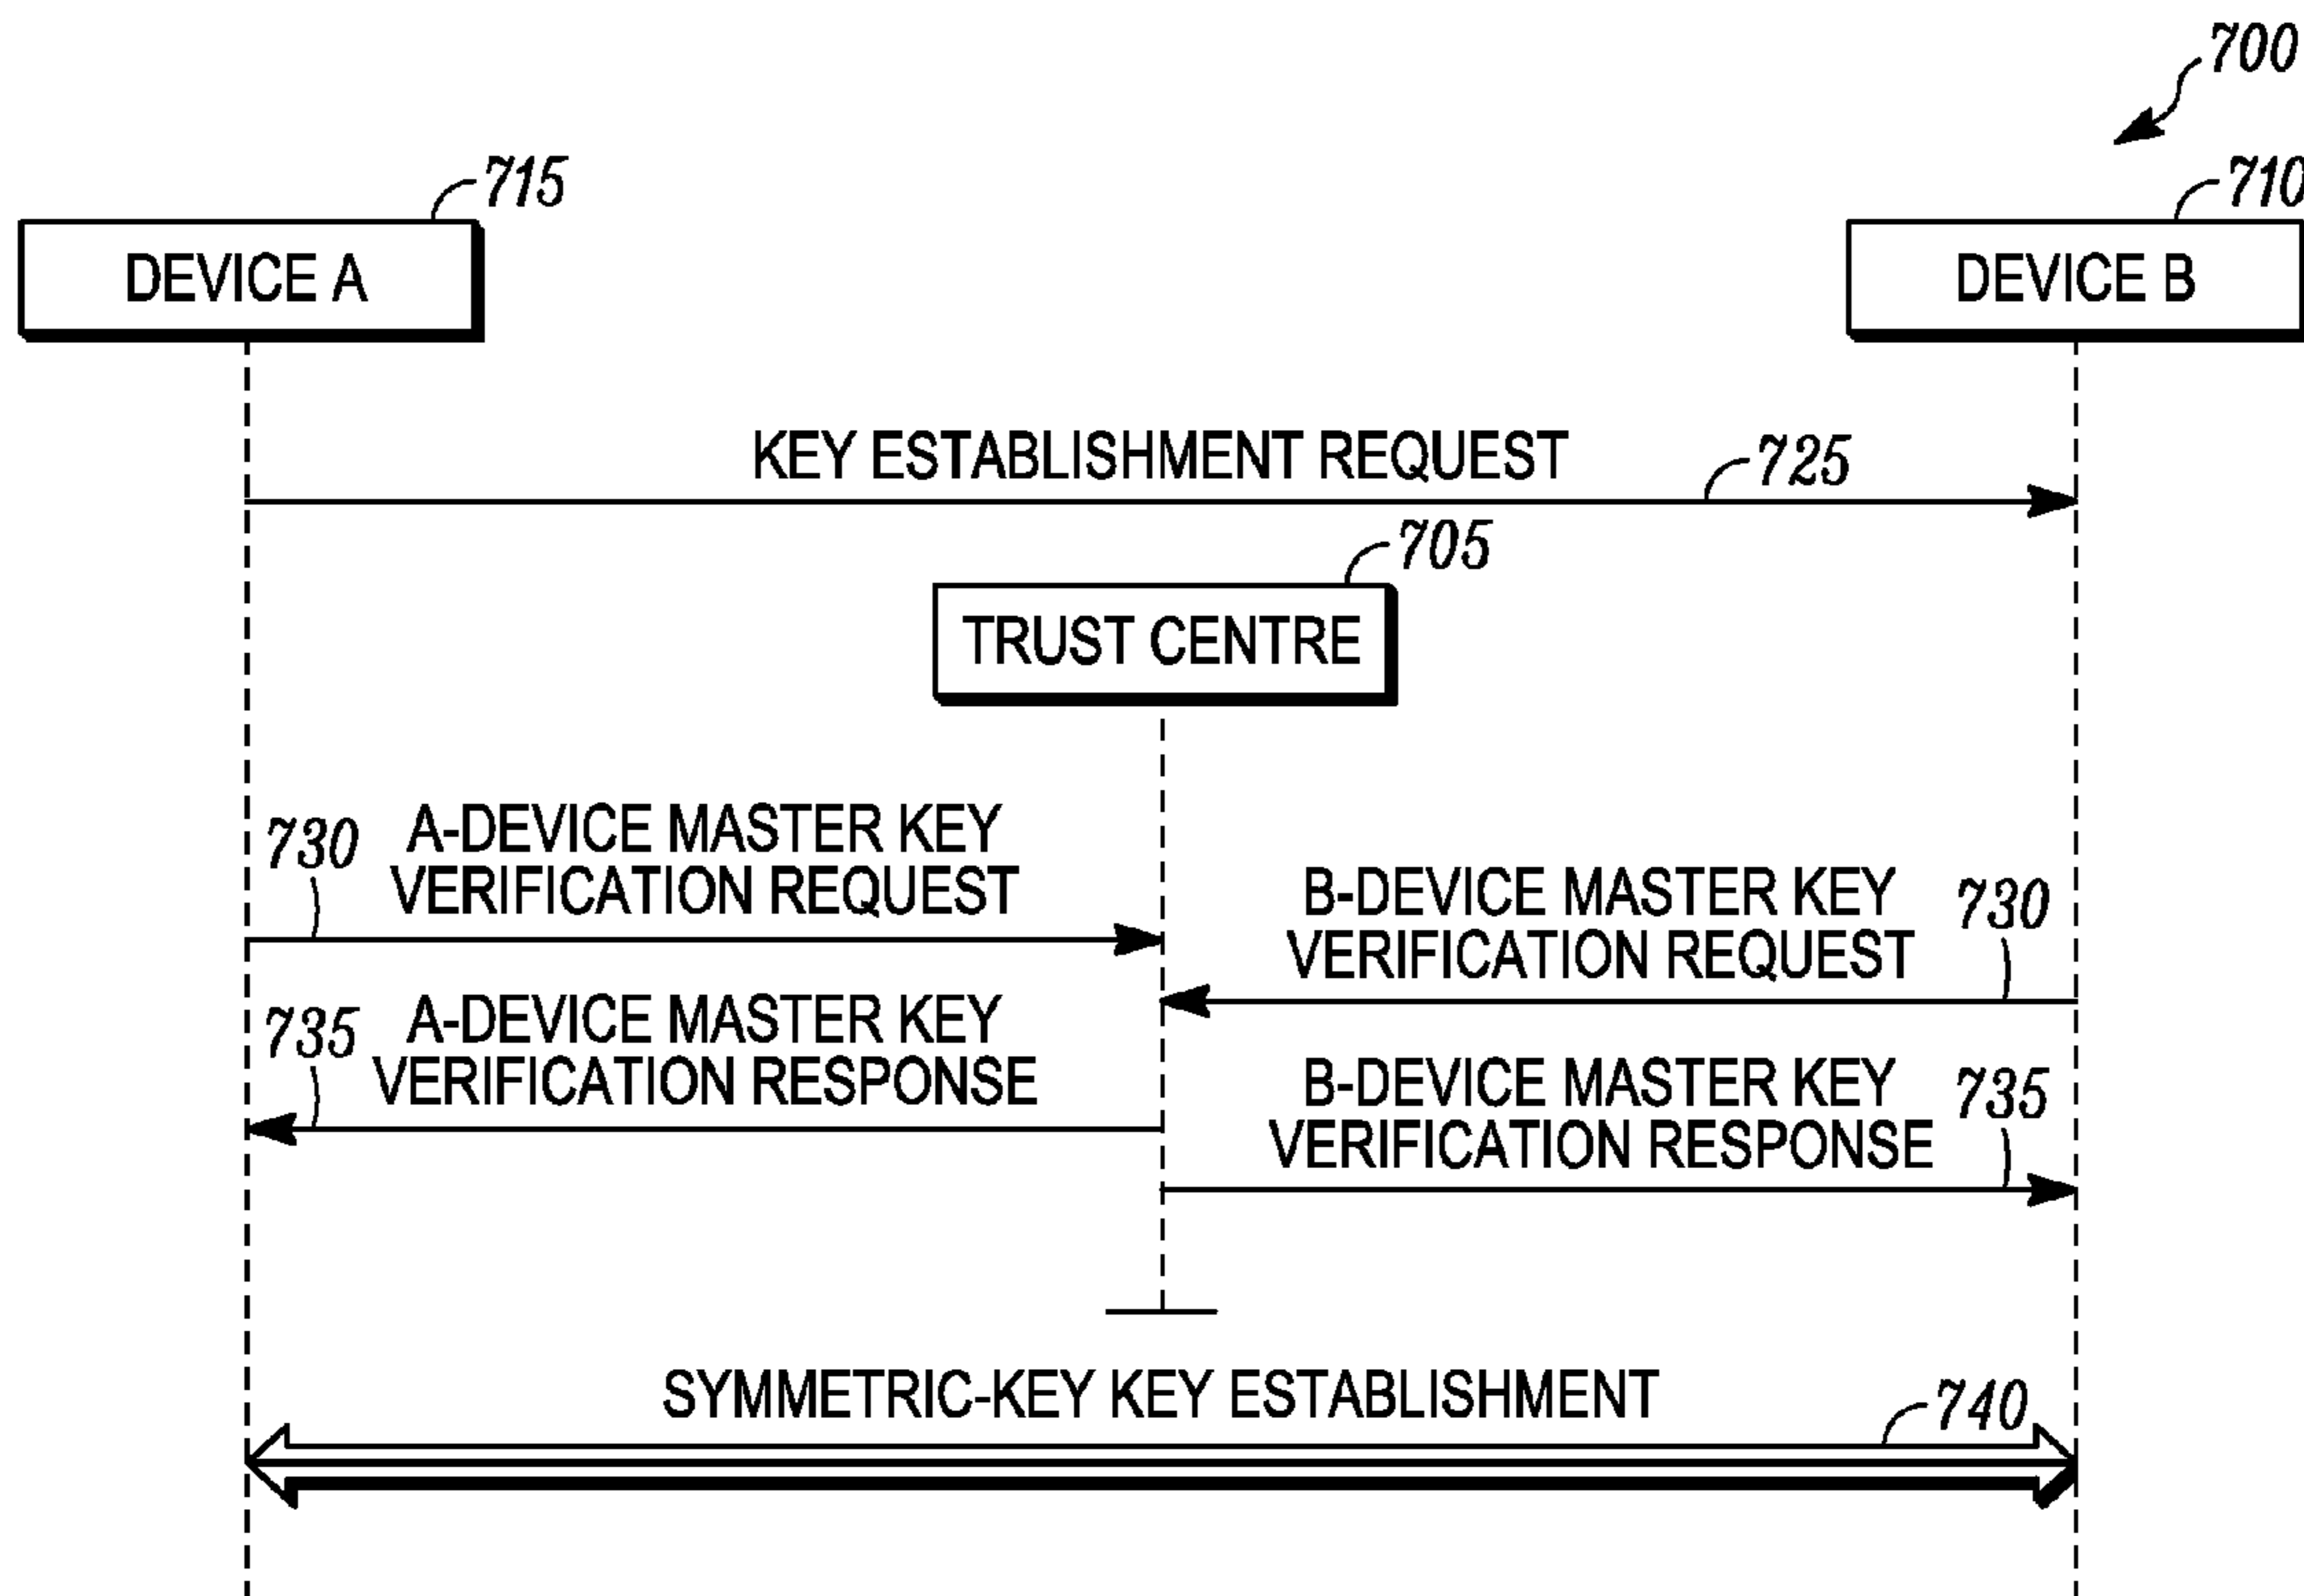 700
715
710
DEVICE A
DEVICE B
KEY ESTABLISHMENT REQUEST
725
705
TRUST CENTRE
730
A-DEVICE MASTER KEY
VERIFICATION REQUEST
B-DEVICE MASTER KEY
VERIFICATION REQUEST
730
735
A-DEVICE MASTER KEY
VERIFICATION RESPONSE
B-DEVICE MASTER KEY
VERIFICATION RESPONSE
735
SYMMETRIC-KEY KEY ESTABLISHMENT
740